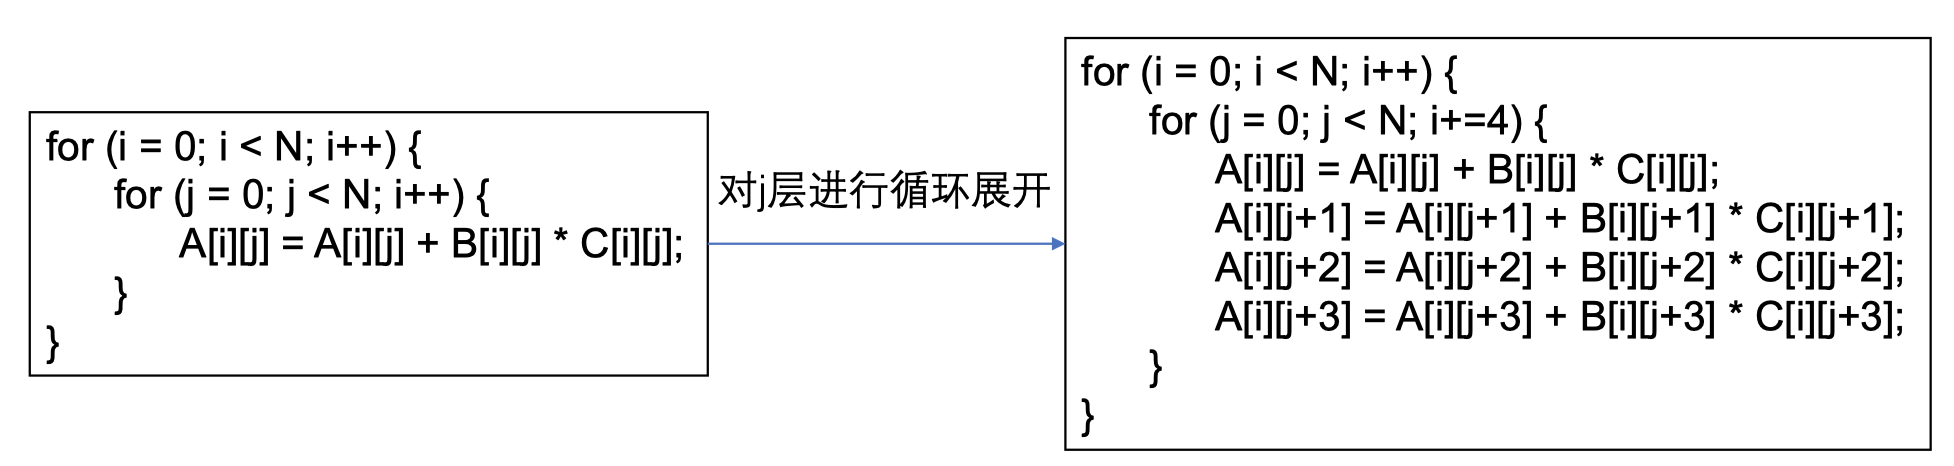 for (i = 0; i < N; i++) {
for (j = 0; j < N; i++) {
A[i][j] = A[i][j] + B[i][j] * C[i][j];
}
}
对j层进行循环展开
for (i = 0; i < N; i++) {
for (j = 0; j < N; i+=4) {
A[i][j] = A[i][j] + B[i][j] * C[i][j];
A[i][j+1] = A[i][j+1] + B[i][j+1] * C[i][j+1];
A[i][j+2] = A[i][j+2] + B[i][j+2] * C[i][j+2];
A[i][j+3] = A[i][j+3] + B[i][j+3] * C[i][j+3];
}
}